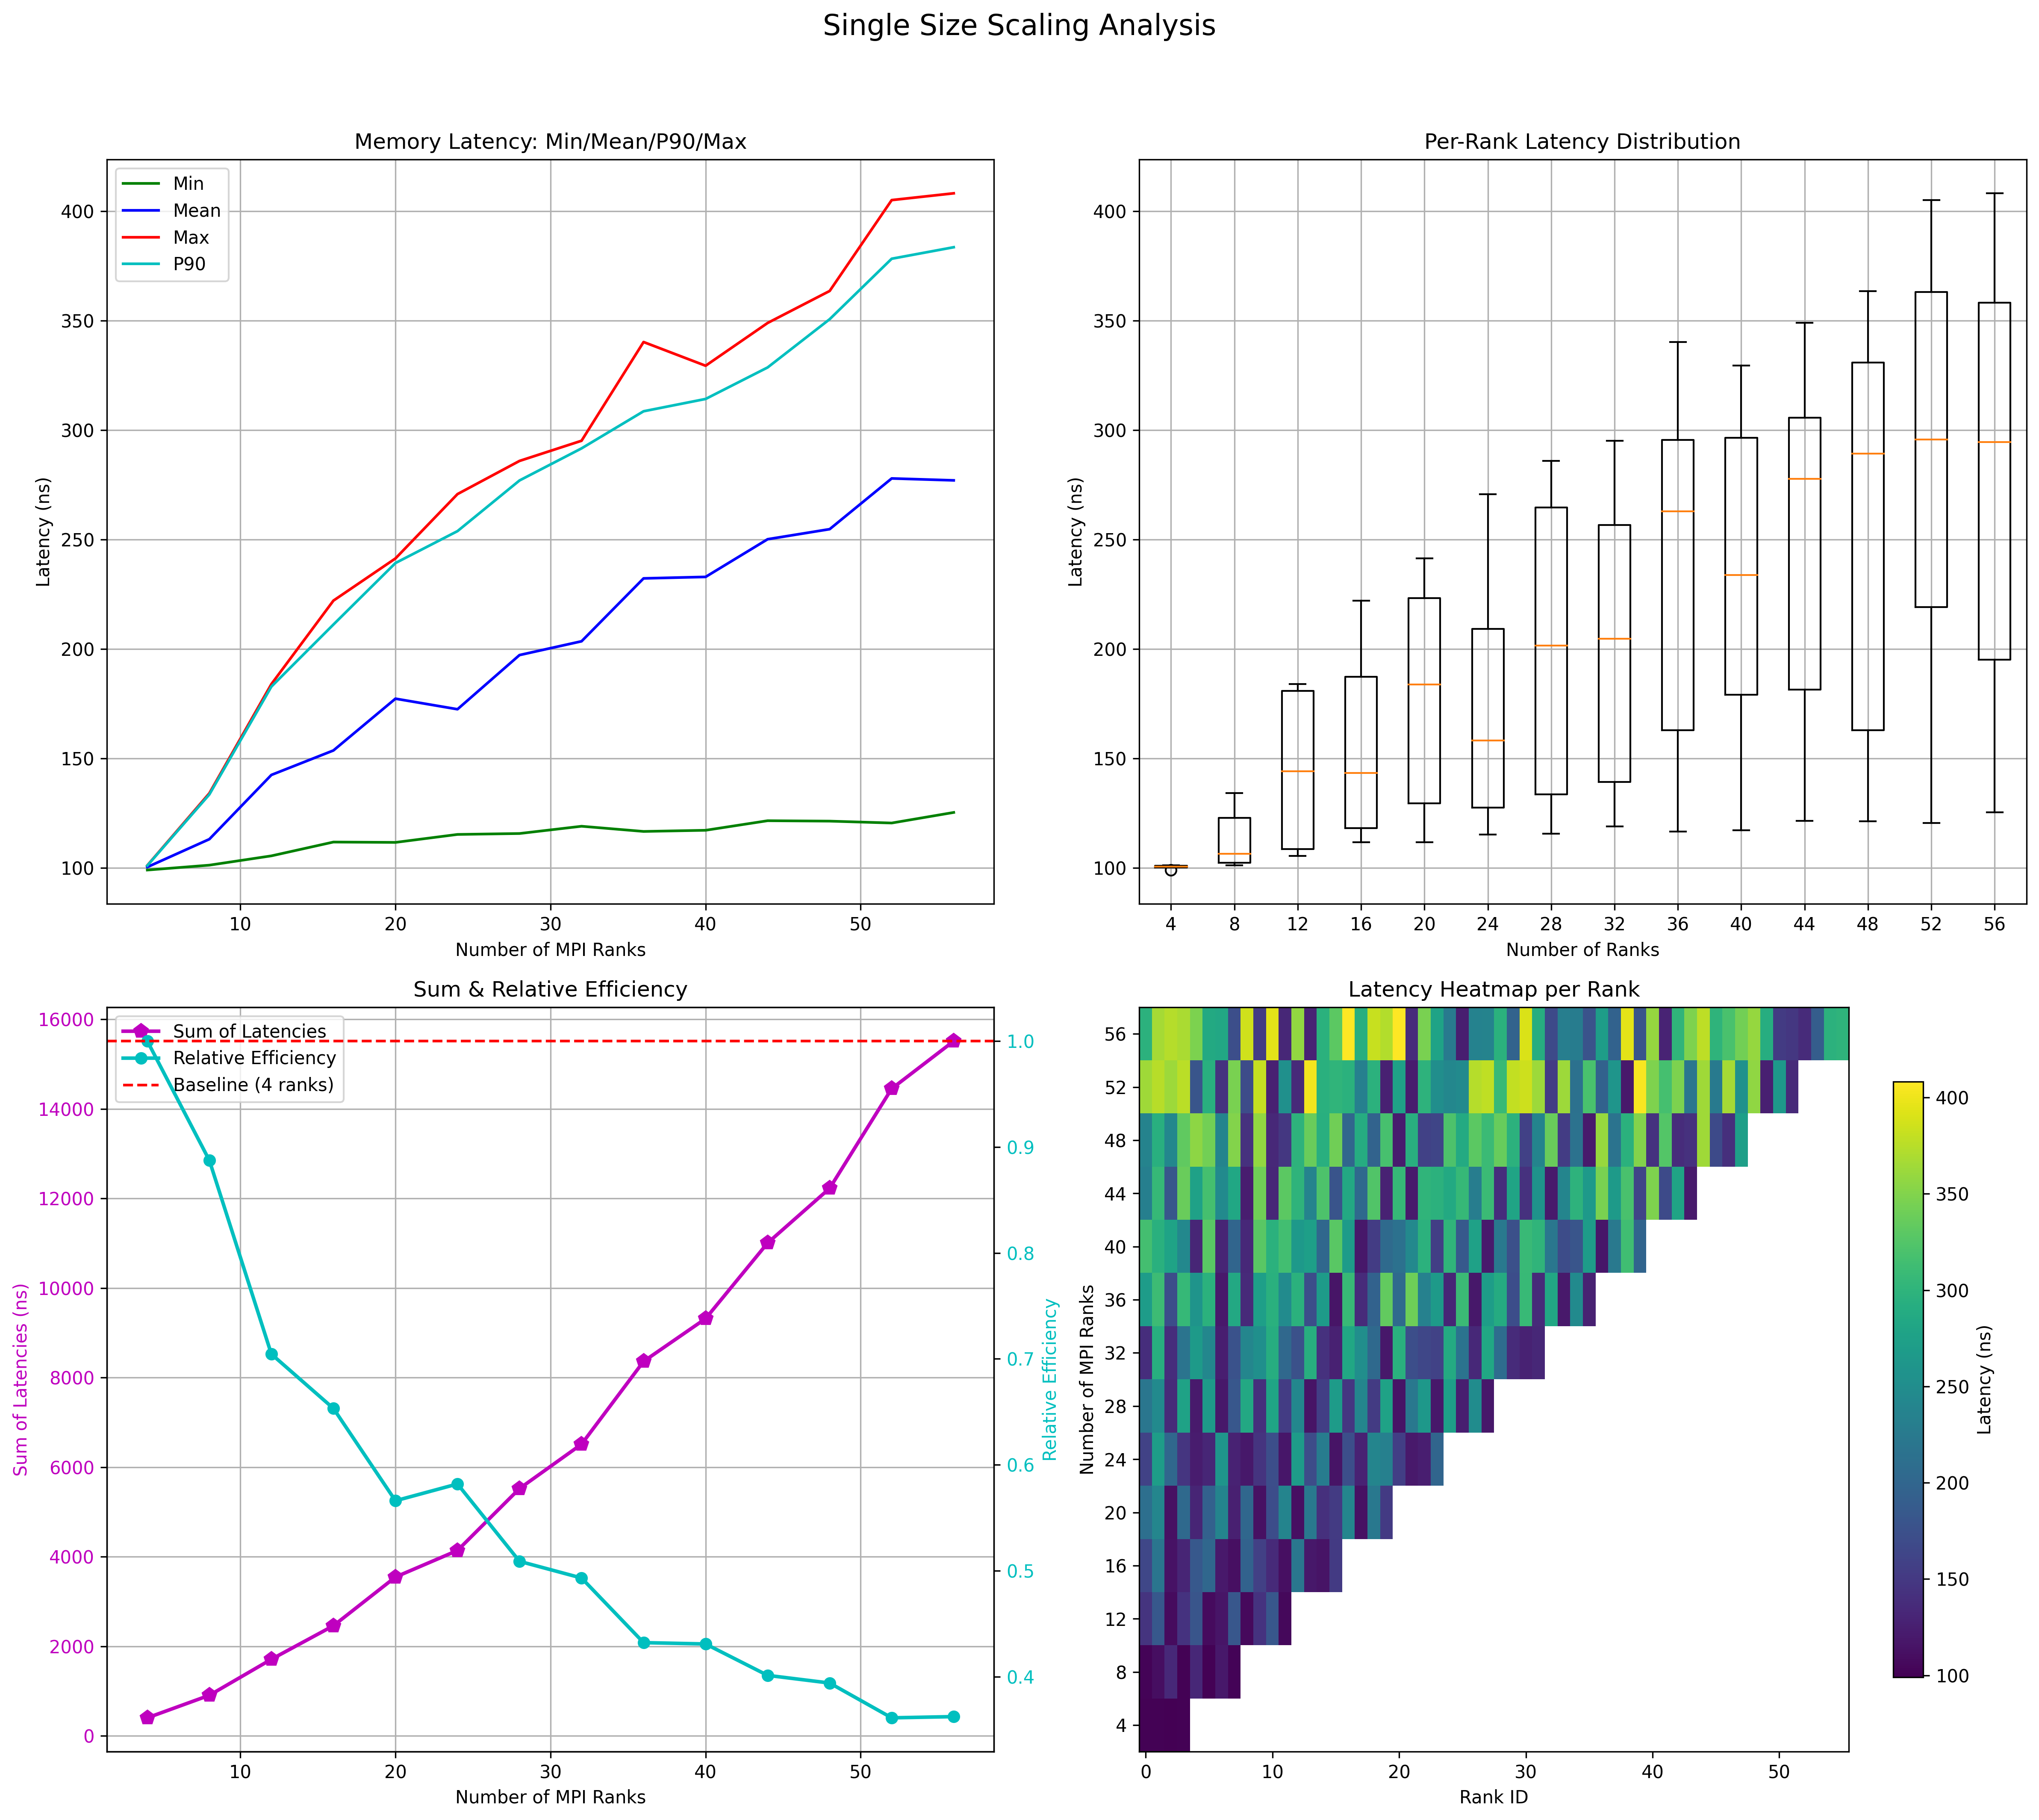 Single Size Scaling Analysis
Memory Latency: Min/Mean/P90/Max
Min
Mean
Max
P90
400
350
300
250
200
150
100
Latency (ns)
10 20 30 40 50
Number of MPI Ranks
Per-Rank Latency Distribution
400
350
300
250
200
150
100
Latency (ns)
4 8 12 16 20 24 28 32 36 40 44 48 52 56
Number of Ranks
Sum & Relative Efficiency
Sum of Latencies
Relative Efficiency
Baseline (4 ranks)
16000
14000
12000
10000
8000
6000
4000
2000
0
Sum of Latencies (ns)
1.0
0.9
0.8
0.7
0.6
0.5
0.4
Relative Efficiency
10 20 30 40 50
Number of MPI Ranks
Latency Heatmap per Rank
56
52
48
44
40
36
32
28
24
20
16
12
8
4
Number of MPI Ranks
0 10 20 30 40 50
Rank ID
400
350
300
250
200
150
100
Latency (ns)